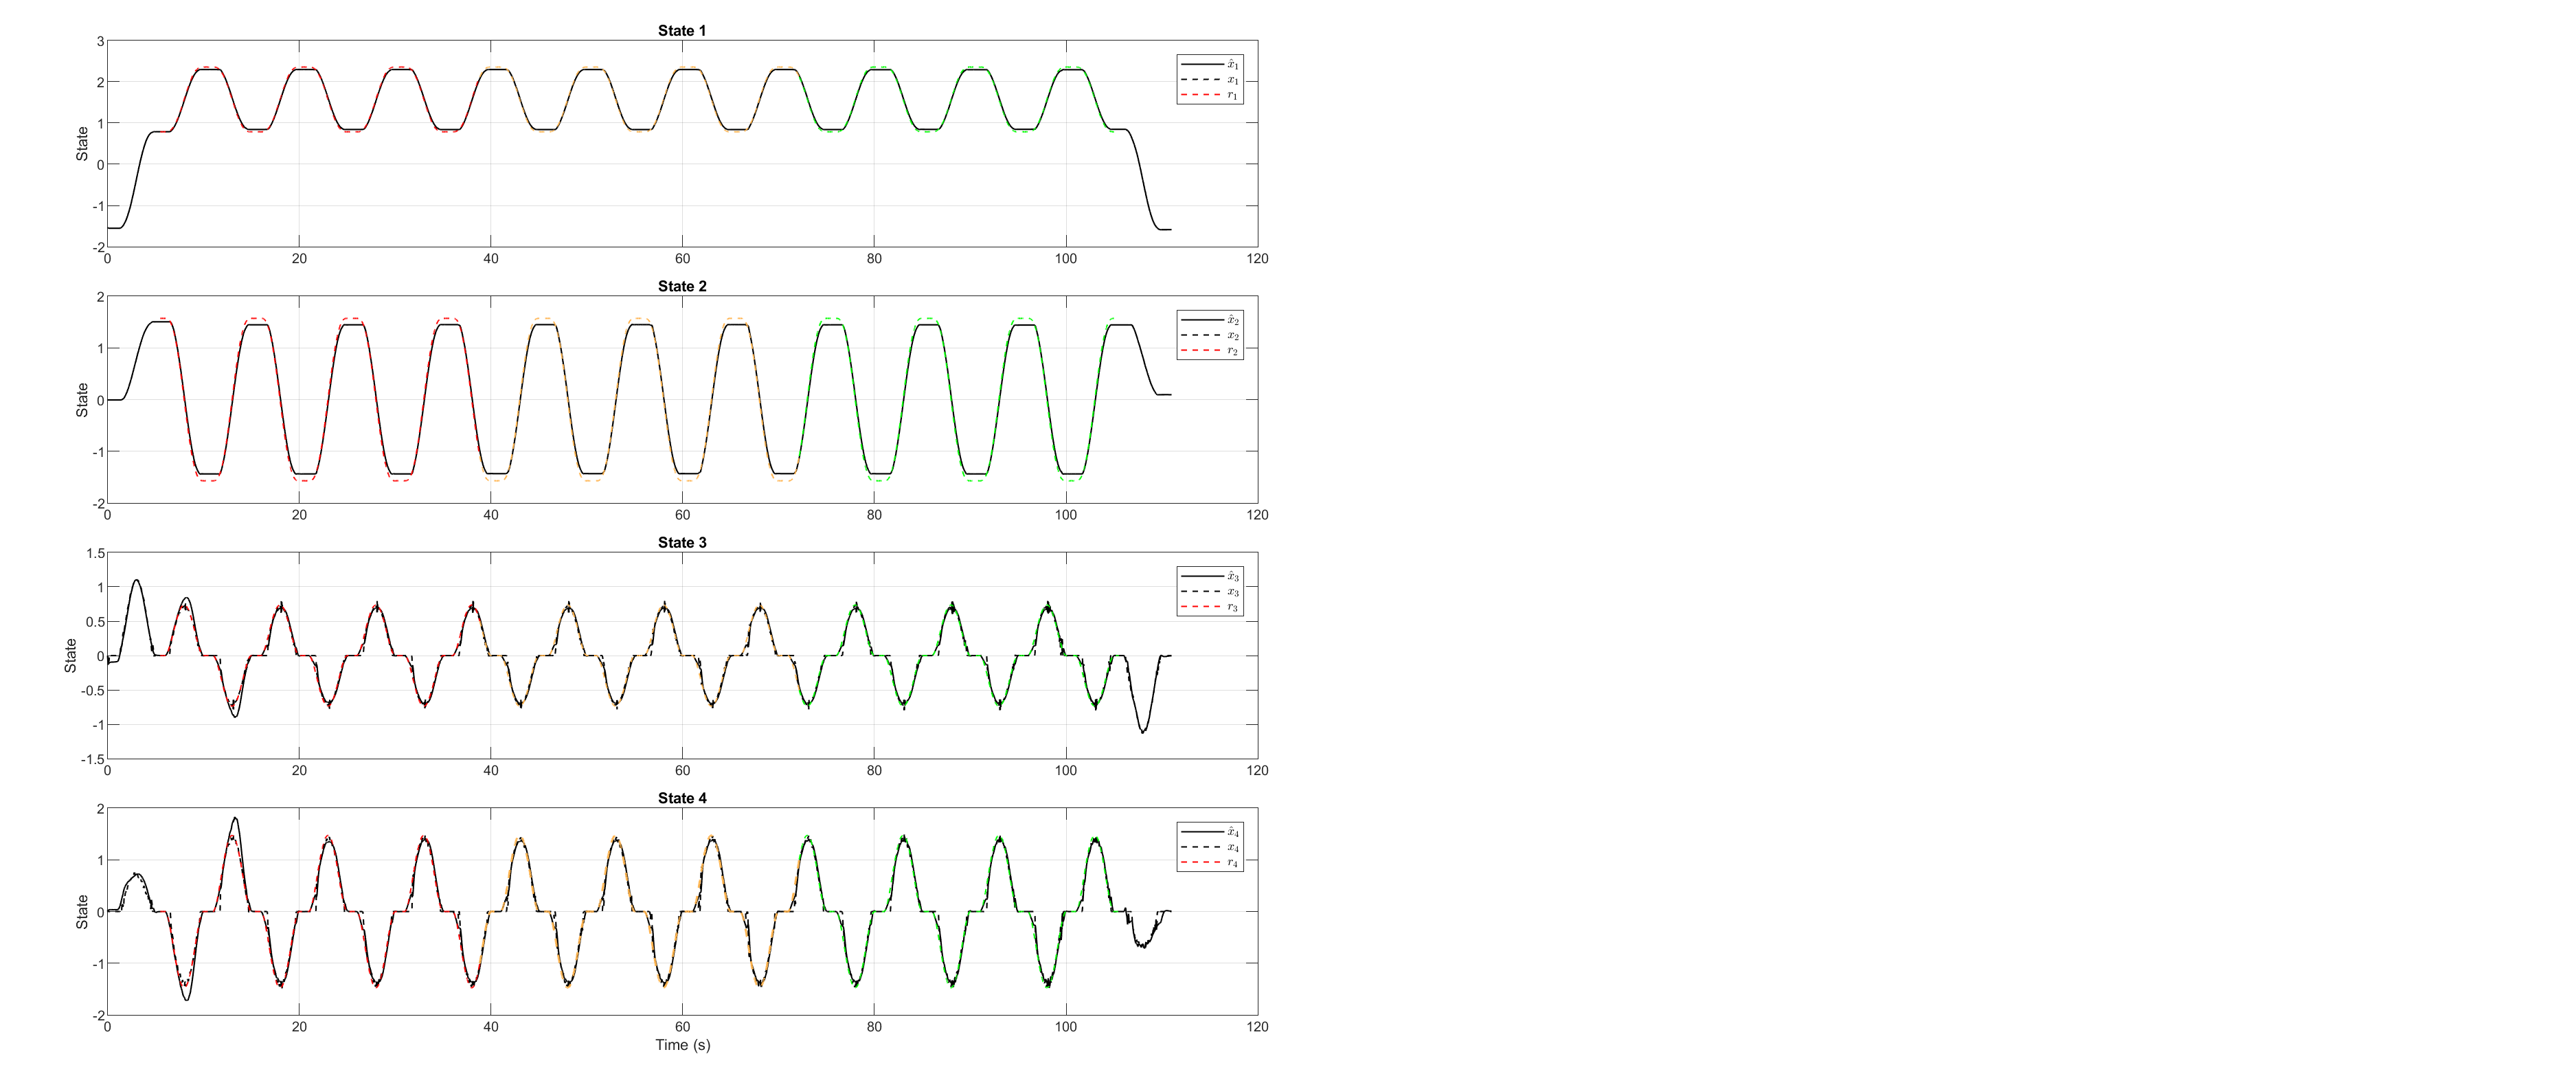 State 1
3
2
1
0
-1
-2
State
0 20 40 60 80 100 120
x̂₁
x₁
r₁
State 2
2
1
0
-1
-2
State
0 20 40 60 80 100 120
x̂₂
x₂
r₂
State 3
1.5
1
0.5
0
-0.5
-1
-1.5
State
0 20 40 60 80 100 120
x̂₃
x₃
r₃
State 4
2
1
0
-1
-2
State
0 20 40 60 80 100 120
x̂₄
x₄
r₄
Time (s)